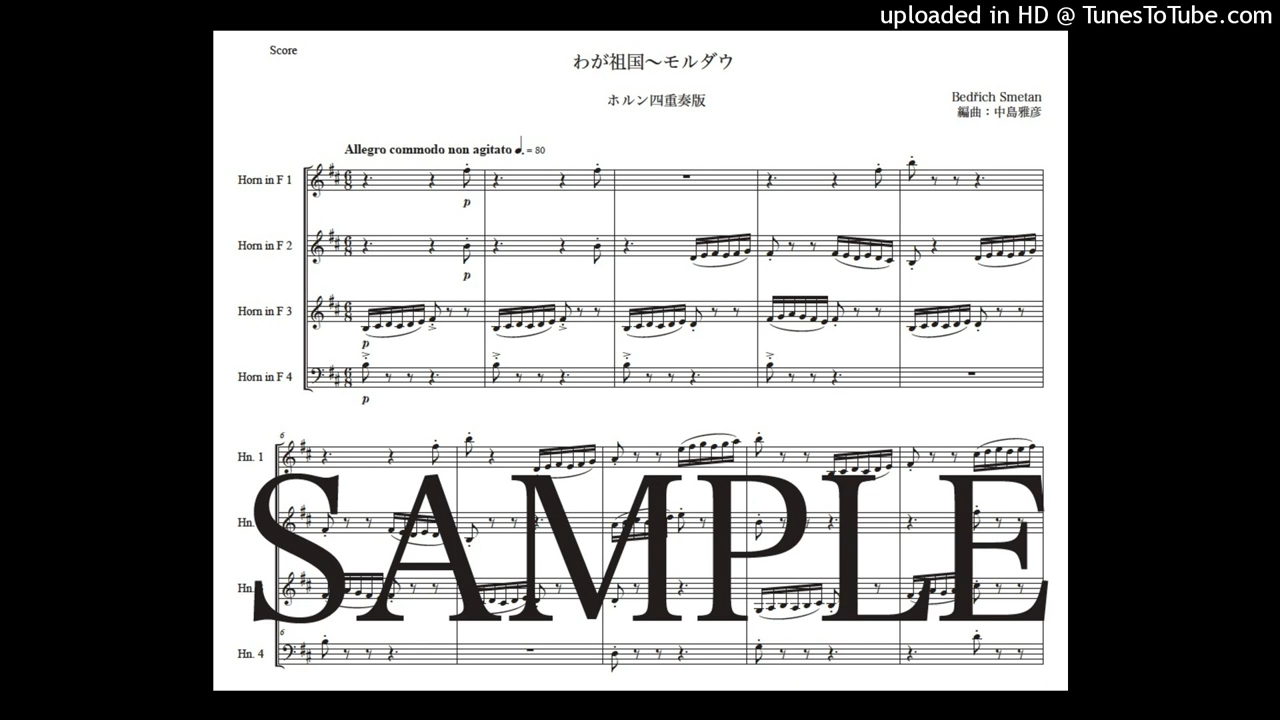 uploaded in HD @ TunesToTube.com
Score
わが祖国～モルダウ
ホルン四重奏版
Bedřich Smetan
編曲：中島雅彦
Allegro commodo non agitato ♩. = 80
Horn in F 1
p
Horn in F 2
p
Horn in F 3
p
Horn in F 4
p
6
Hn. 1
Hn.
Hn.
6
Hn. 4
SAMPLE